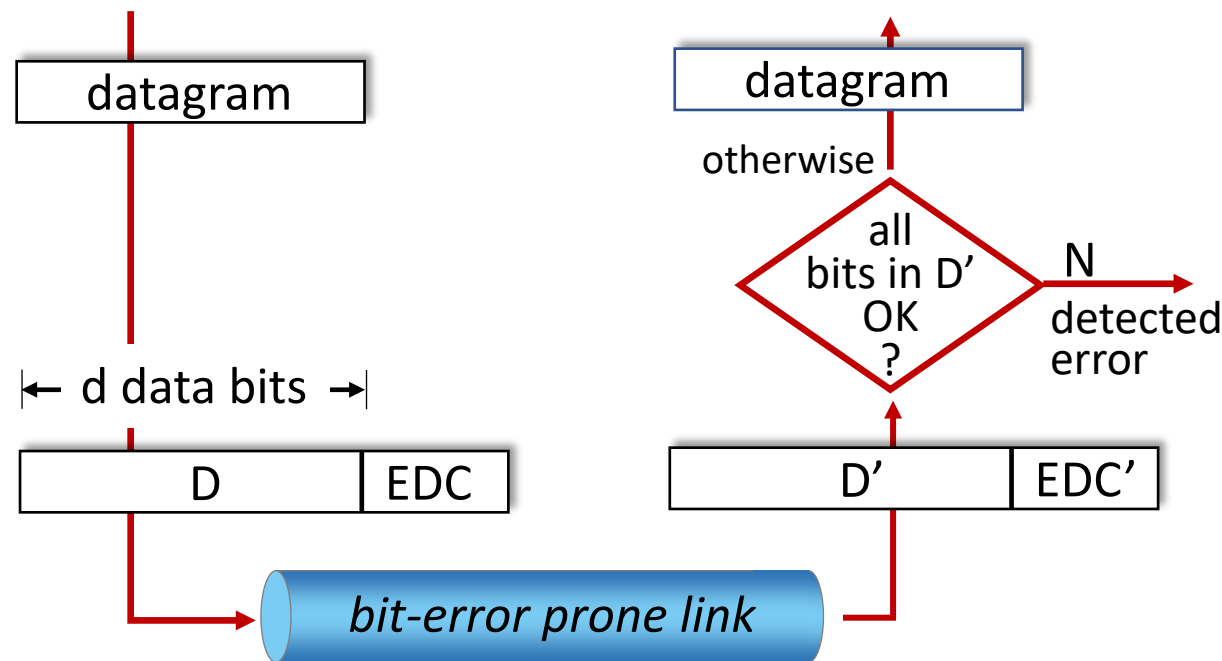 datagram
d data bits
D
EDC
bit-error prone link
datagram
otherwise
all
bits in D’
OK
?
N
detected
error
D’
EDC’